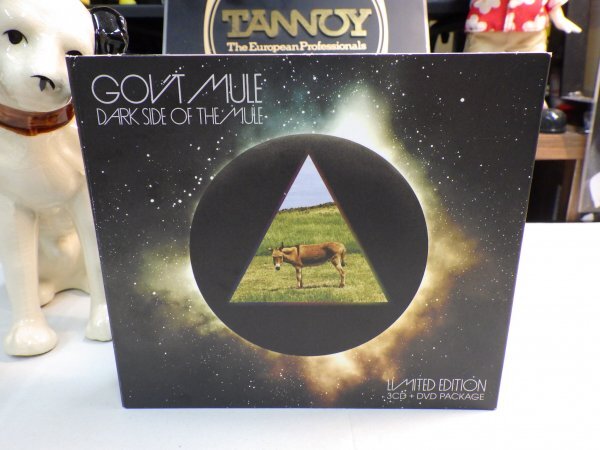 TANNOY
The European Professionals
GOV'T MULE
DARK SIDE OF THE MULE
LIMITED EDITION
3CD + DVD PACKAGE